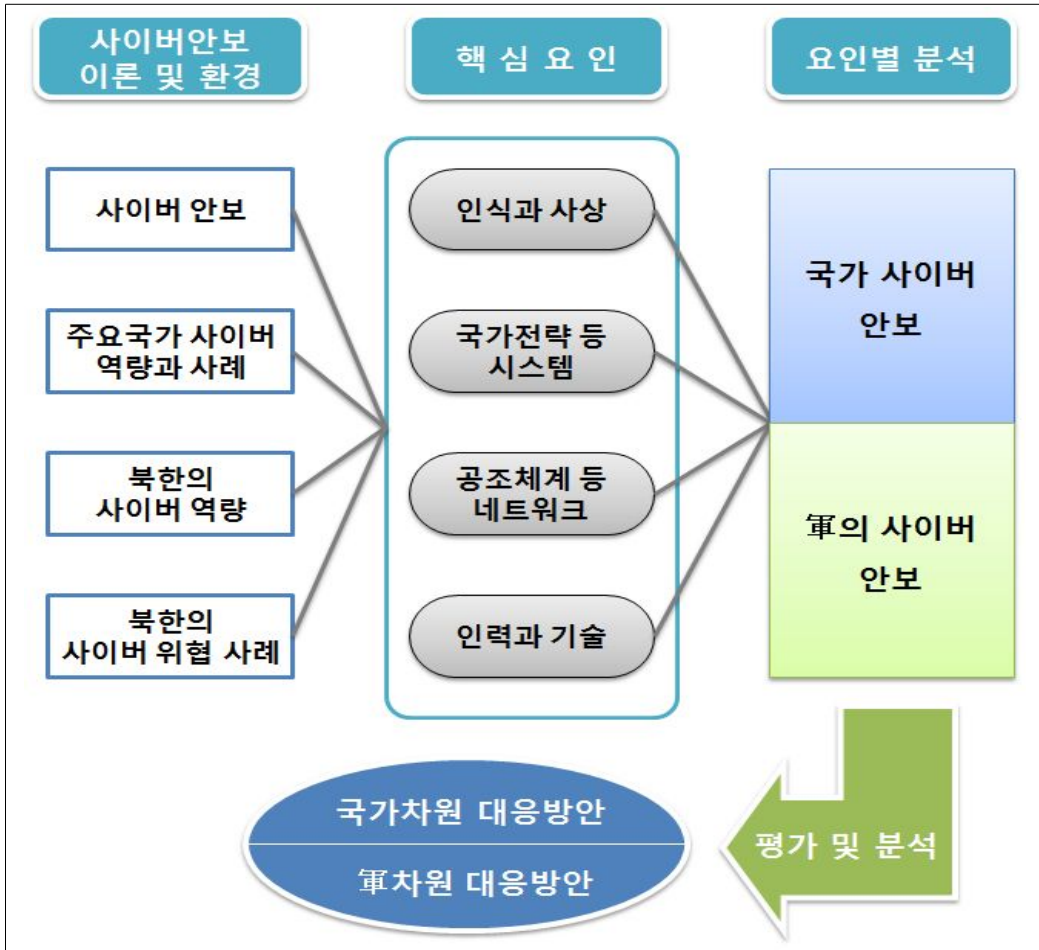 사이버안보
이론 및 환경
핵 심 요 인
요인별 분석
사이버 안보
주요국가 사이버
역량과 사례
북한의
사이버 역량
북한의
사이버 위협 사례
인식과 사상
국가전략 등
시스템
공조체계 등
네트워크
인력과 기술
국가 사이버
안보
軍의 사이버
안보
평가 및 분석
국가차원 대응방안
軍차원 대응방안